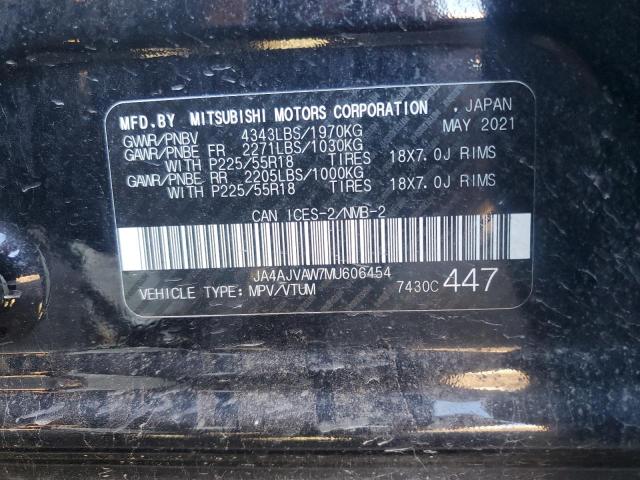 MFD.BY MITSUBISHI MOTORS CORPORATION , JAPAN
GVWR/PNBV 4343LBS/1970KG MAY 2021
GAWR/PNBE FR 2271LBS/1030KG
WITH P225/55R18 TIRES 18X7.0J RIMS
GAWR/PNBE RR 2205LBS/1000KG
WITH P225/55R18 TIRES 18X7.0J RIMS
CAN ICES-2/NMB-2
JA4AJVAW7MU606454
VEHICLE TYPE: MPV/VTUM 7430C 447